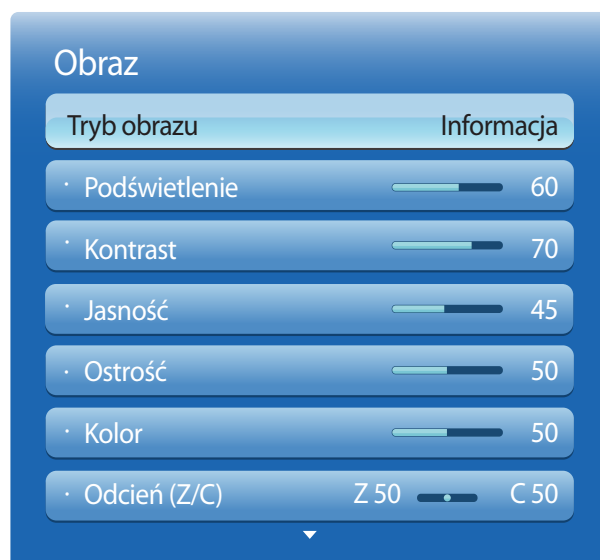 Obraz
Tryb obrazu Informacja
· Podświetlenie 60
· Kontrast 70
· Jasność 45
· Ostrość 50
· Kolor 50
· Odcień (Z/C) Z 50 C 50